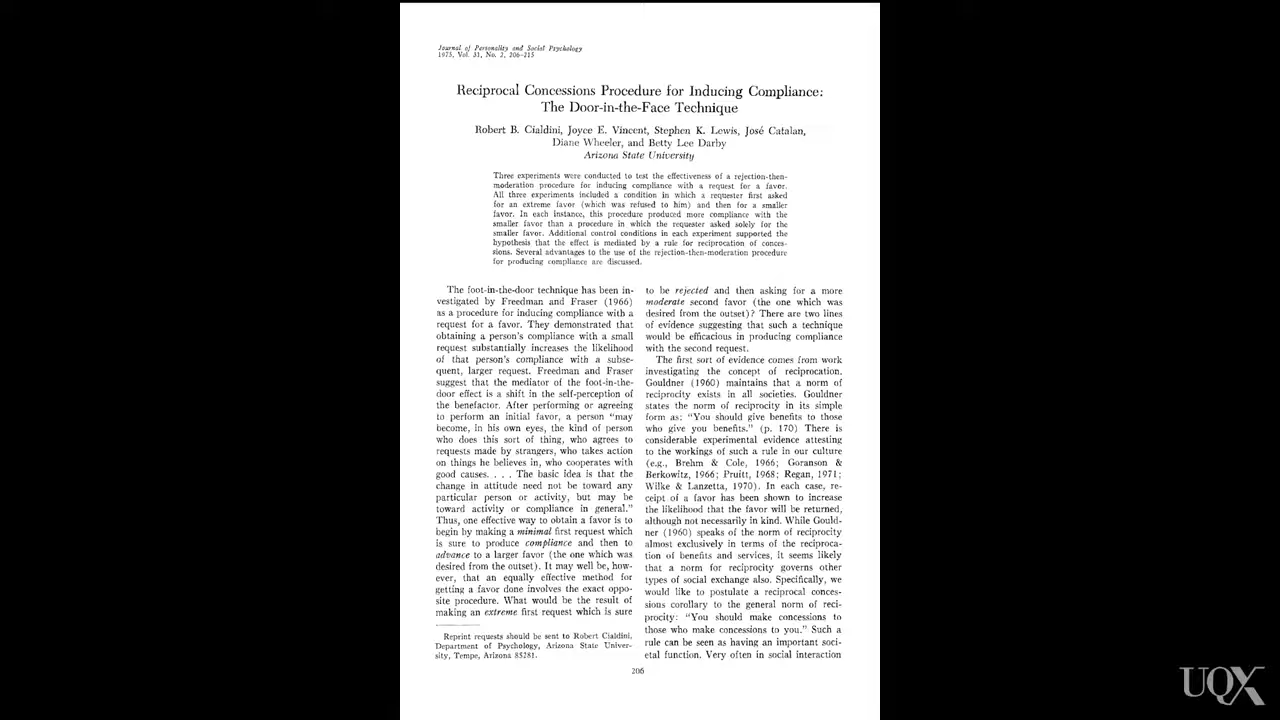 Journal of Personality and Social Psychology
1975, Vol. 31, No. 2, 206–215
Reciprocal Concessions Procedure for Inducing Compliance:
The Door-in-the-Face Technique
Robert B. Cialdini, Joyce E. Vincent, Stephen K. Lewis, José Catalan,
Diane Wheeler, and Betty Lee Darby
Arizona State University
Three experiments were conducted to test the effectiveness of a rejection-then-
moderation procedure for inducing compliance with a request for a favor.
All three experiments included a condition in which a requester first asked
for an extreme favor (which was refused to him) and then for a smaller
favor. In each instance, this procedure produced more compliance with the
smaller favor than a procedure in which the requester asked solely for the
smaller favor. Additional control conditions in each experiment supported the
hypothesis that the effect is mediated by a rule for reciprocation of conces-
sions. Several advantages to the use of the rejection-then-moderation procedure
for producing compliance are discussed.
The foot-in-the-door technique has been in-
vestigated by Freedman and Fraser (1966)
as a procedure for inducing compliance with a
request for a favor. They demonstrated that
obtaining a person's compliance with a small
request substantially increases the likelihood
of that person's compliance with a subse-
quent, larger request. Freedman and Fraser
suggest that the mediator of the foot-in-the-
door effect is a shift in the self-perception of
the benefactor. After performing or agreeing
to perform an initial favor, a person "may
become, in his own eyes, the kind of person
who does this sort of thing, who agrees to
requests made by strangers, who takes action
on things he believes in, who cooperates with
good causes. . . . The basic idea is that the
change in attitude need not be toward any
particular person or activity, but may be
toward activity or compliance in general."
Thus, one effective way to obtain a favor is to
begin by making a minimal first request which
is sure to produce compliance and then to
advance to a larger favor (the one which was
desired from the outset). It may well be, how-
ever, that an equally effective method for
getting a favor done involves the exact oppo-
site procedure. What would be the result of
making an extreme first request which is sure
Reprint requests should be sent to Robert Cialdini,
Department of Psychology, Arizona State Univer-
sity, Tempe, Arizona 85281.
to be rejected and then asking for a more
moderate second favor (the one which was
desired from the outset)? There are two lines
of evidence suggesting that such a technique
would be efficacious in producing compliance
with the second request.
The first sort of evidence comes from work
investigating the concept of reciprocation.
Gouldner (1960) maintains that a norm of
reciprocity exists in all societies. Gouldner
states the norm of reciprocity in its simple
form as: "You should give benefits to those
who give you benefits." (p. 170) There is
considerable experimental evidence attesting
to the workings of such a rule in our culture
(e.g., Brehm & Cole, 1966; Goranson &
Berkowitz, 1966; Pruitt, 1968; Regan, 1971;
Wilke & Lanzetta, 1970). In each case, re-
ceipt of a favor has been shown to increase
the likelihood that the favor will be returned,
although not necessarily in kind. While Gould-
ner (1960) speaks of the norm of reciprocity
almost exclusively in terms of the reciproca-
tion of benefits and services, it seems likely
that a norm for reciprocity governs other
types of social exchange also. Specifically, we
would like to postulate a reciprocal conces-
sions corollary to the general norm of reci-
procity: "You should make concessions to
those who make concessions to you." Such a
rule can be seen as having an important soci-
etal function. Very often in social interaction
206
UQX